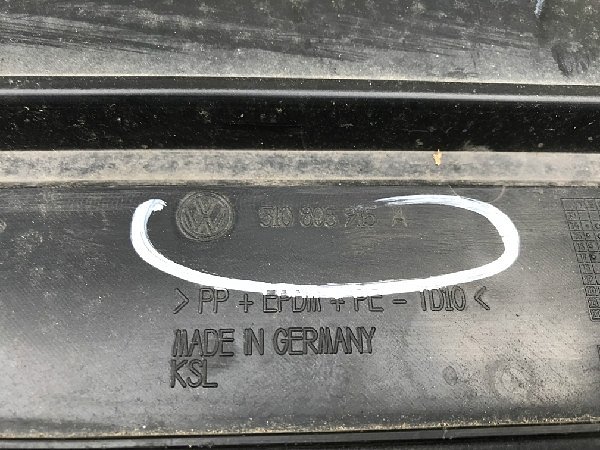 A
> PP + EPDM + PE - TD10 <
MADE IN GERMANY
KSL